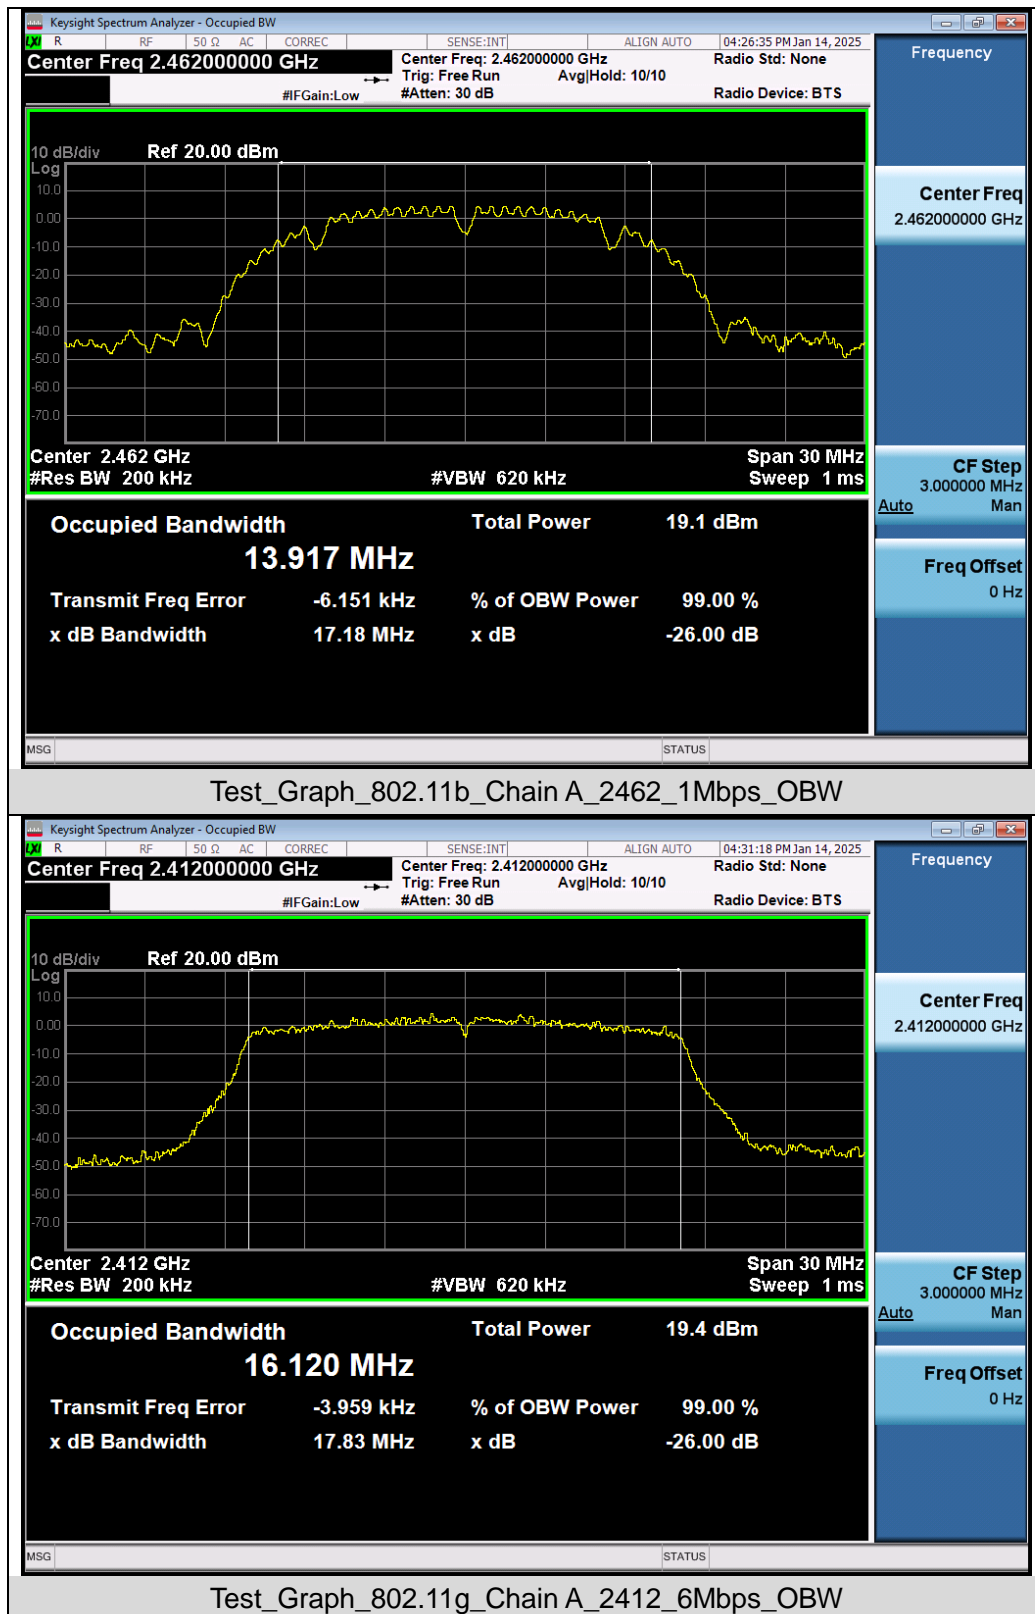 Keysight Spectrum Analyzer - Occupied BW
LXI R RF 50 Ω AC CORREC SENSE:INT ALIGN AUTO 04:26:35 PM Jan 14, 2025
Center Freq 2.462000000 GHz
Center Freq: 2.462000000 GHz Radio Std: None
Trig: Free Run Avg|Hold: 10/10
#IFGain:Low #Atten: 30 dB Radio Device: BTS
10 dB/div Ref 20.00 dBm
Log
10.0
0.00
-10.0
-20.0
-30.0
-40.0
-50.0
-60.0
-70.0
Center 2.462 GHz Span 30 MHz
#Res BW 200 kHz #VBW 620 kHz Sweep 1 ms
Occupied Bandwidth Total Power 19.1 dBm
13.917 MHz
Transmit Freq Error -6.151 kHz % of OBW Power 99.00 %
x dB Bandwidth 17.18 MHz x dB -26.00 dB
MSG STATUS
Frequency
Center Freq
2.462000000 GHz
CF Step
3.000000 MHz
Auto Man
Freq Offset
0 Hz
Test_Graph_802.11b_Chain A_2462_1Mbps_OBW
Keysight Spectrum Analyzer - Occupied BW
LXI R RF 50 Ω AC CORREC SENSE:INT ALIGN AUTO 04:31:18 PM Jan 14, 2025
Center Freq 2.412000000 GHz
Center Freq: 2.412000000 GHz Radio Std: None
Trig: Free Run Avg|Hold: 10/10
#IFGain:Low #Atten: 30 dB Radio Device: BTS
10 dB/div Ref 20.00 dBm
Log
10.0
0.00
-10.0
-20.0
-30.0
-40.0
-50.0
-60.0
-70.0
Center 2.412 GHz Span 30 MHz
#Res BW 200 kHz #VBW 620 kHz Sweep 1 ms
Occupied Bandwidth Total Power 19.4 dBm
16.120 MHz
Transmit Freq Error -3.959 kHz % of OBW Power 99.00 %
x dB Bandwidth 17.83 MHz x dB -26.00 dB
MSG STATUS
Frequency
Center Freq
2.412000000 GHz
CF Step
3.000000 MHz
Auto Man
Freq Offset
0 Hz
Test_Graph_802.11g_Chain A_2412_6Mbps_OBW